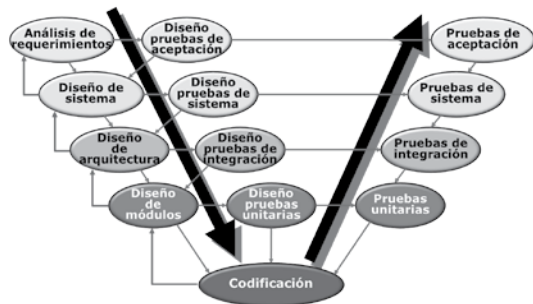 Análisis de
requerimientos
Diseño
pruebas de
aceptación
Pruebas de
aceptación
Diseño de
sistema
Diseño
pruebas de
sistema
Pruebas de
sistema
Diseño
de
arquitectura
Diseño
pruebas de
integración
Pruebas de
integración
Diseño
de
módulos
Diseño
pruebas
unitarias
Pruebas
unitarias
Codificación